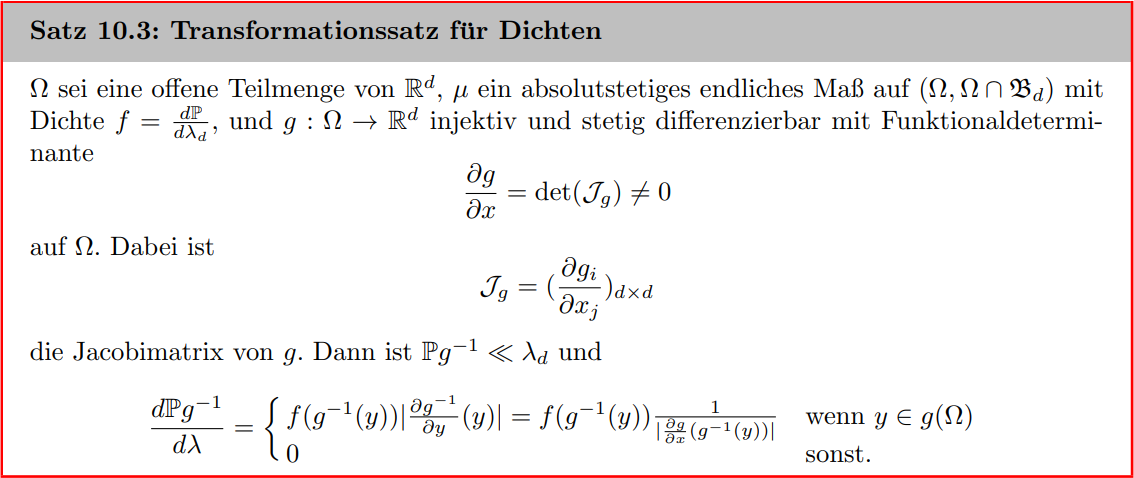 Satz 10.3: Transformationssatz für Dichten
Ω sei eine offene Teilmenge von ℝᵈ, μ ein absolutstetiges endliches Maß auf (Ω, Ω ∩ 𝔅_d) mit
Dichte f = dℙ/dλ_d, und g : Ω → ℝᵈ injektiv und stetig differenzierbar mit Funktionaldetermi-
nante
∂g/∂x = det(𝒥_g) ≠ 0
auf Ω. Dabei ist
𝒥_g = (∂g_i/∂x_j)_{d×d}
die Jacobimatrix von g. Dann ist ℙg⁻¹ ≪ λ_d und
dℙg⁻¹/dλ = { f(g⁻¹(y))|∂g⁻¹/∂y(y)| = f(g⁻¹(y)) 1/|∂g/∂x(g⁻¹(y))| wenn y ∈ g(Ω)
0 sonst.